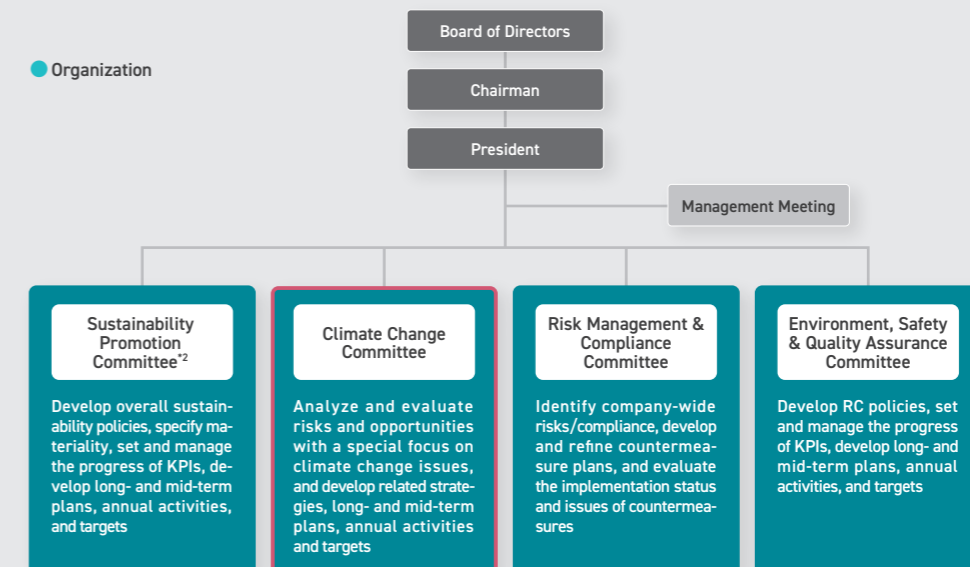 Board of Directors
Organization
Chairman
President
Management Meeting
Sustainability
Promotion
Committee*2
Develop overall sustain-
ability policies, specify ma-
teriality, set and manage
the progress of KPIs, de-
velop long- and mid-term
plans, annual activities,
and targets
Climate Change
Committee
Analyze and evaluate
risks and opportunities
with a special focus on
climate change issues,
and develop related strate-
gies, long- and mid-term
plans, annual activities
and targets
Risk Management &
Compliance
Committee
Identify company-wide
risks/compliance, develop
and refine countermea-
sure plans, and evaluate
the implementation status
and issues of countermea-
sures
Environment, Safety
& Quality Assurance
Committee
Develop RC policies, set
and manage the progress
of KPIs, develop long- and
mid-term plans, annual
activities, and targets